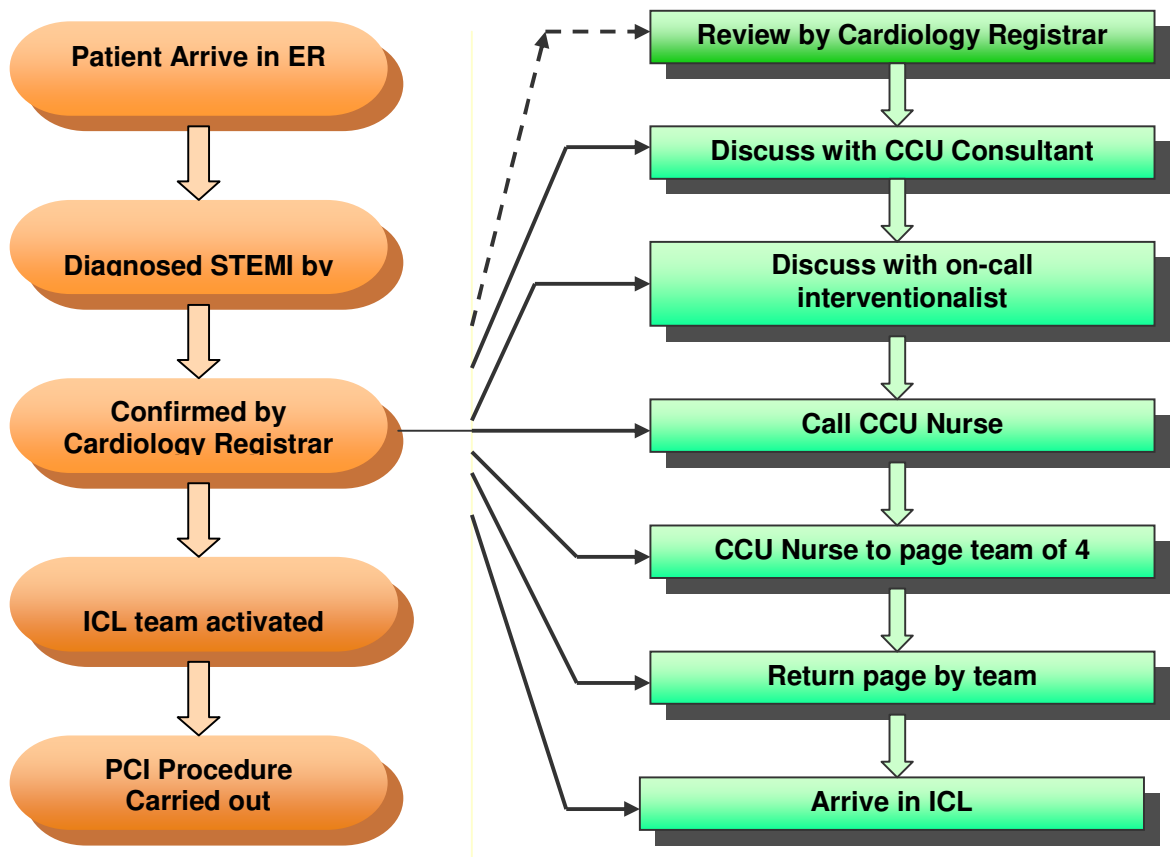 Patient Arrive in ER
Diagnosed STEMI by
Confirmed by
Cardiology Registrar
ICL team activated
PCI Procedure
Carried out
Review by Cardiology Registrar
Discuss with CCU Consultant
Discuss with on-call
interventionalist
Call CCU Nurse
CCU Nurse to page team of 4
Return page by team
Arrive in ICL